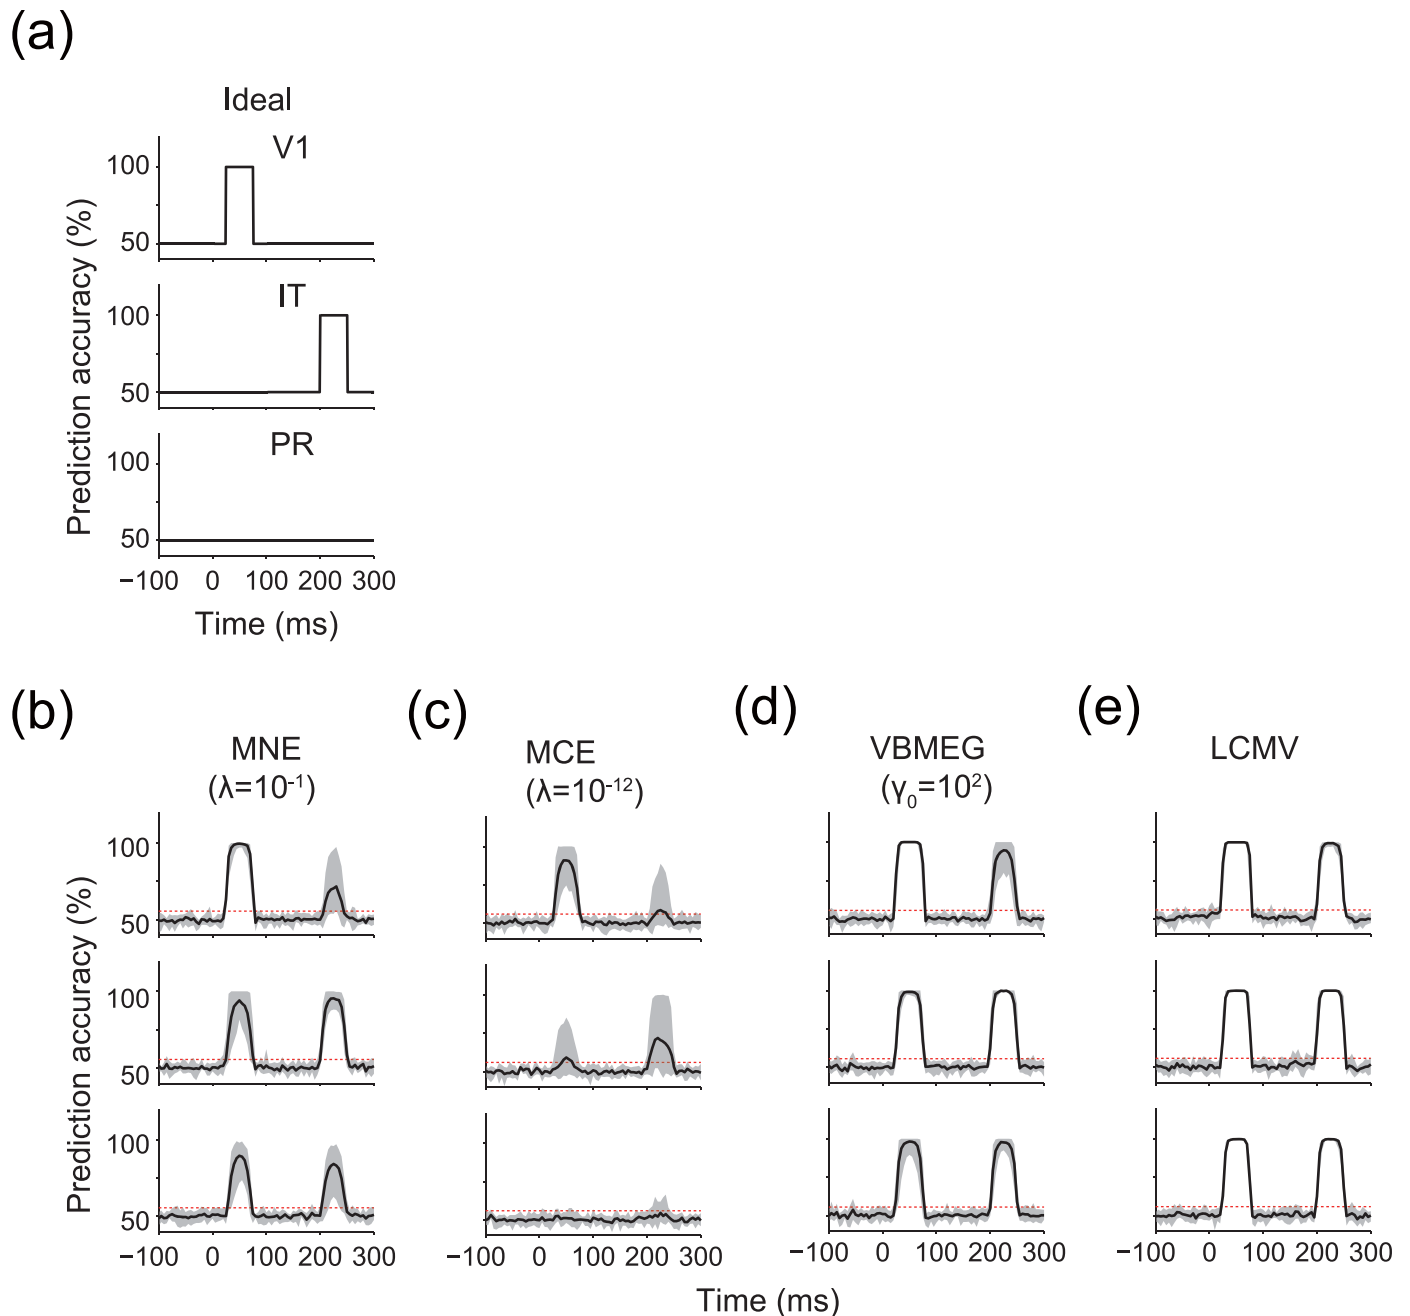 (a)
Ideal
V1
100
50
IT
100
50
PR
100
50
Prediction accuracy (%)
−100 0 100 200 300
Time (ms)
(b) (c) (d) (e)
MNE MCE VBMEG LCMV
(λ=10⁻¹) (λ=10⁻¹²) (γ₀=10²)
100
50
100
50
100
50
Prediction accuracy (%)
−100 0 100 200 300 −100 0 100 200 300 −100 0 100 200 300 −100 0 100 200 300
Time (ms)